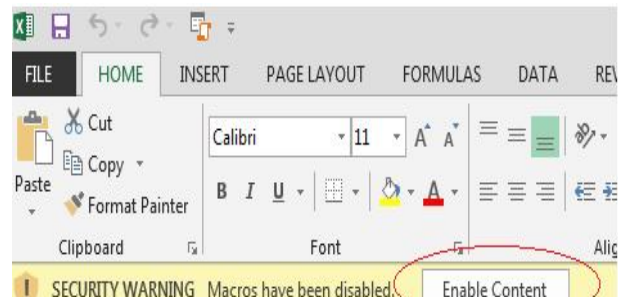 FILE HOME INSERT PAGE LAYOUT FORMULAS DATA
Cut
Copy
Paste
Format Painter
Calibri 11 A A
B I U A
Clipboard Font
SECURITY WARNING Macros have been disabled. Enable Content